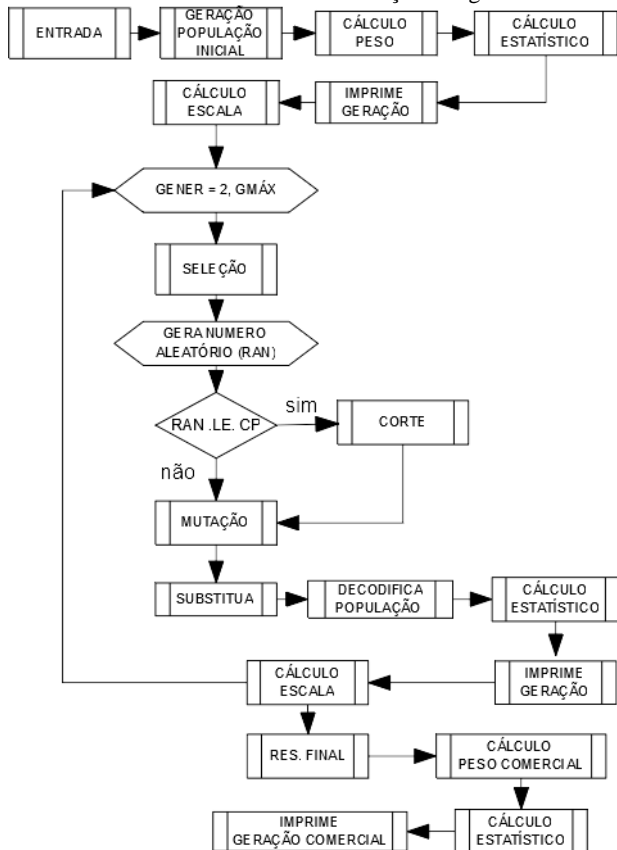 ENTRADA
GERAÇÃO
POPULAÇÃO
INICIAL
CÁLCULO
PESO
CÁLCULO
ESTATÍSTICO
IMPRIME
GERAÇÃO
CÁLCULO
ESCALA
GENER = 2, GMÁX
SELEÇÃO
GERA NUMERO
ALEATÓRIO (RAN)
RAN .LE. CP
sim
CORTE
não
MUTAÇÃO
SUBSTITUA
DECODIFICA
POPULAÇÃO
CÁLCULO
ESTATÍSTICO
IMPRIME
GERAÇÃO
CÁLCULO
ESCALA
RES. FINAL
CÁLCULO
PESO COMERCIAL
CÁLCULO
ESTATÍSTICO
IMPRIME
GERAÇÃO COMERCIAL